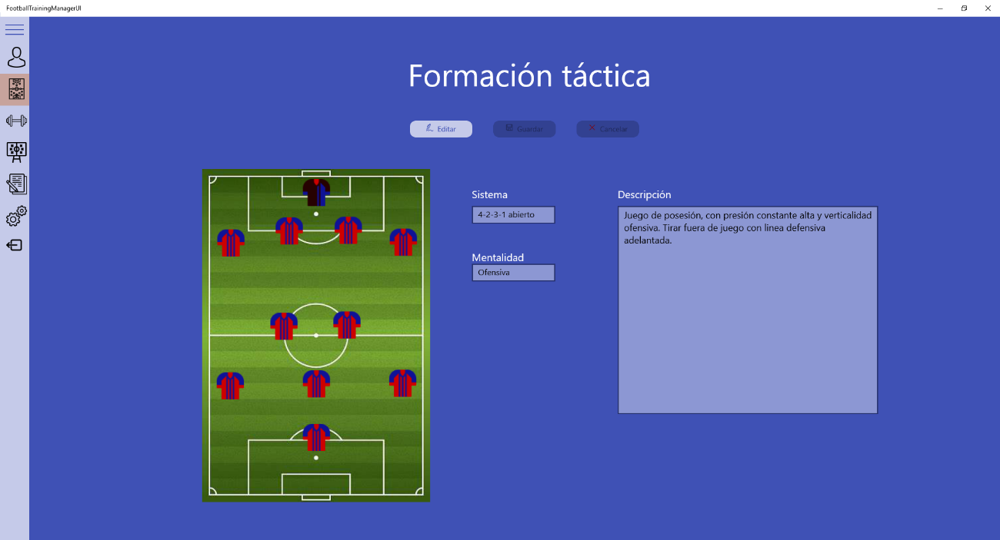 FootballTrainingManagerUI
Formación táctica
Editar
Guardar
Cancelar
Sistema
4-2-3-1 abierto
Mentalidad
Ofensiva
Descripción
Juego de posesión, con presión constante alta y verticalidad
ofensiva. Tirar fuera de juego con linea defensiva
adelantada.